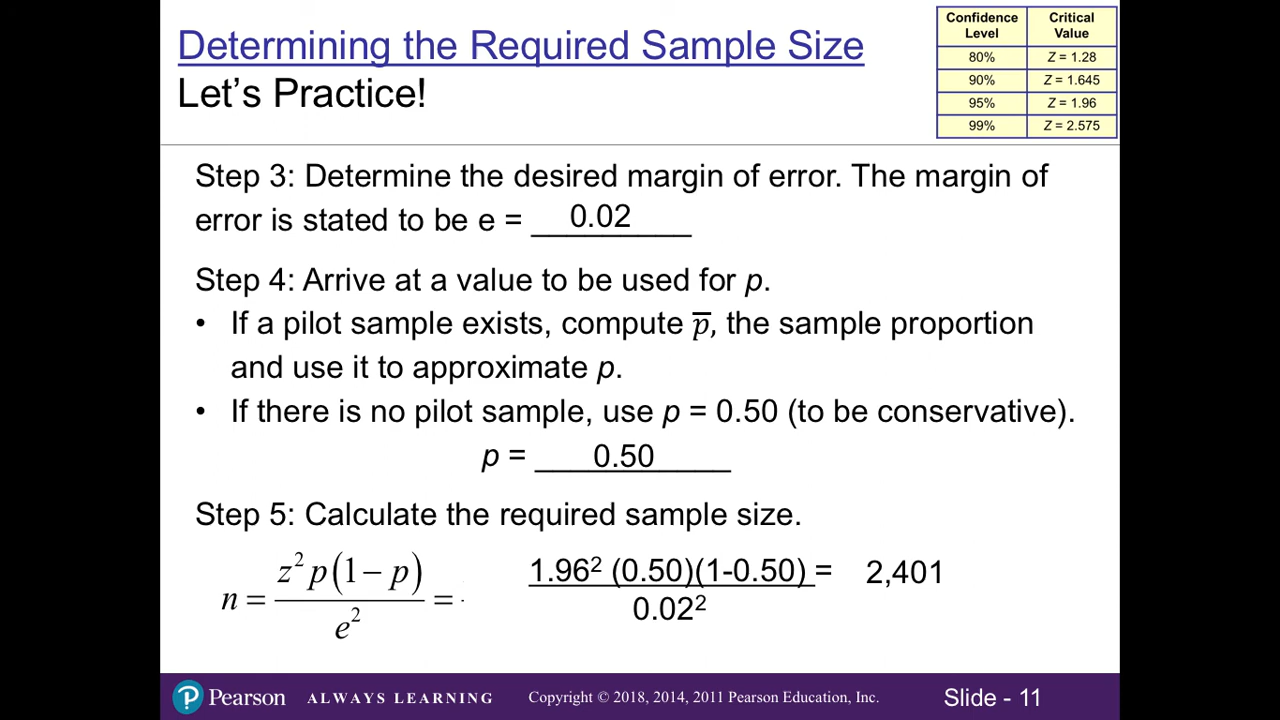 Determining the Required Sample Size
Let's Practice!
Confidence Level Critical Value
80% Z = 1.28
90% Z = 1.645
95% Z = 1.96
99% Z = 2.575
Step 3: Determine the desired margin of error. The margin of
error is stated to be e = _________ 0.02
Step 4: Arrive at a value to be used for p.
• If a pilot sample exists, compute p̅, the sample proportion
and use it to approximate p.
• If there is no pilot sample, use p = 0.50 (to be conservative).
p = ___0.50____
Step 5: Calculate the required sample size.
n = z²p(1 − p) / e² = 1.96² (0.50)(1-0.50) / 0.02² = 2,401
Pearson ALWAYS LEARNING Copyright © 2018, 2014, 2011 Pearson Education, Inc. Slide - 11